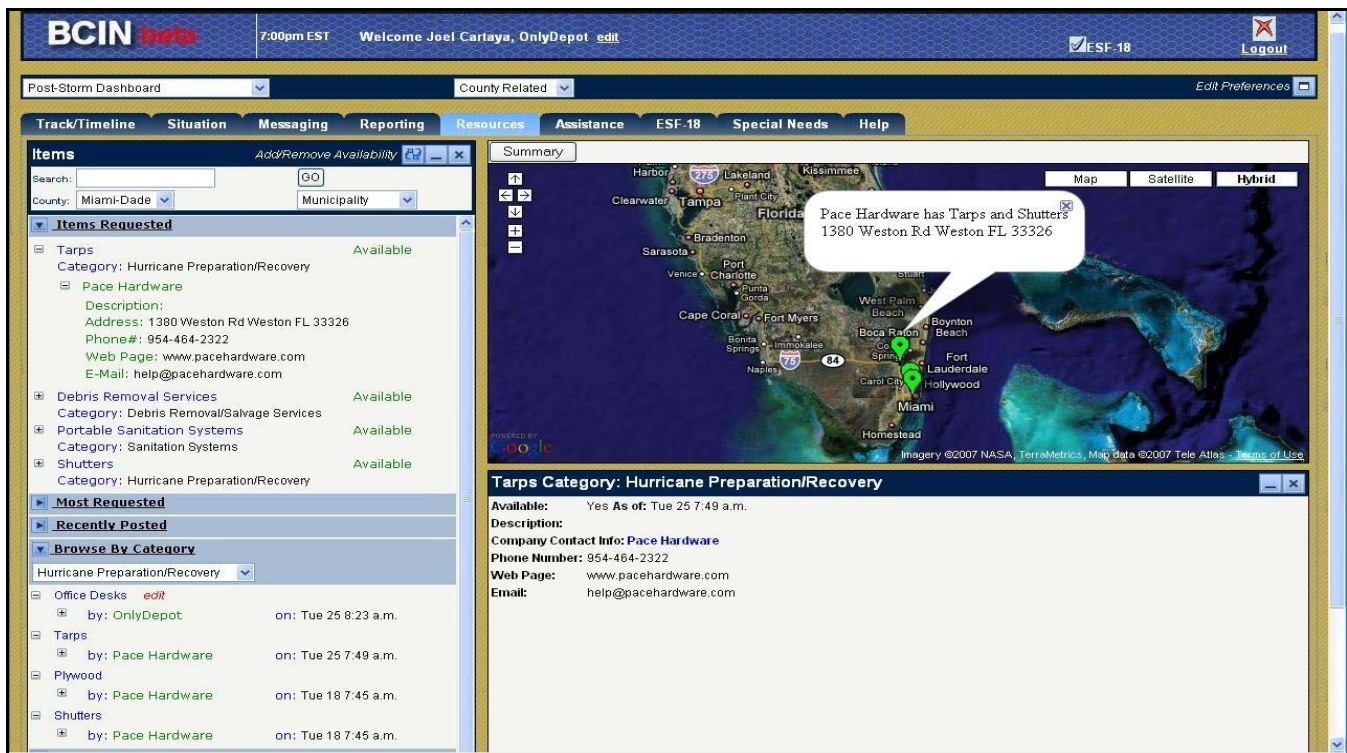 BCIN beta
7:00pm EST Welcome Joel Cartaya, OnlyDepot edit
ESF-18
Logout
Post-Storm Dashboard
County Related
Edit Preferences
Track/Timeline Situation Messaging Reporting Resources Assistance ESF-18 Special Needs Help
Items Add/Remove Availability
Search: GO
County: Miami-Dade Municipality
Items Requested
Tarps Available
Category: Hurricane Preparation/Recovery
Pace Hardware
Description:
Address: 1380 Weston Rd Weston FL 33326
Phone#: 954-464-2322
Web Page: www.pacehardware.com
E-Mail: help@pacehardware.com
Debris Removal Services Available
Category: Debris Removal/Salvage Services
Portable Sanitation Systems Available
Category: Sanitation Systems
Shutters Available
Category: Hurricane Preparation/Recovery
Most Requested
Recently Posted
Browse By Category
Hurricane Preparation/Recovery
Office Desks edit
by: OnlyDepot on: Tue 25 8:23 a.m.
Tarps
by: Pace Hardware on: Tue 25 7:49 a.m.
Plywood
by: Pace Hardware on: Tue 18 7:45 a.m.
Shutters
by: Pace Hardware on: Tue 18 7:45 a.m.
Summary
Map Satellite Hybrid
Pace Hardware has Tarps and Shutters
1380 Weston Rd Weston FL 33326
Harbor
275
Lakeland
Kissimmee
Clearwater
Tampa
Plant City
Florida
Bradenton
Sarasota
Venice
Port
Charlotte
Punta
Gorda
Stuart
Cape Coral
Fort Myers
West Palm
Beach
Boynton
Beach
Boca Raton
Bonita
Springs
Immokalee
Naples
75
84
Fort
Lauderdale
Carol City
Hollywood
Miami
Homestead
POWERED BY
Google
Imagery ©2007 NASA, TerraMetrics, Map data ©2007 Tele Atlas - Terms of Use
Tarps Category: Hurricane Preparation/Recovery
Available: Yes As of: Tue 25 7:49 a.m.
Description:
Company Contact Info: Pace Hardware
Phone Number: 954-464-2322
Web Page: www.pacehardware.com
Email: help@pacehardware.com